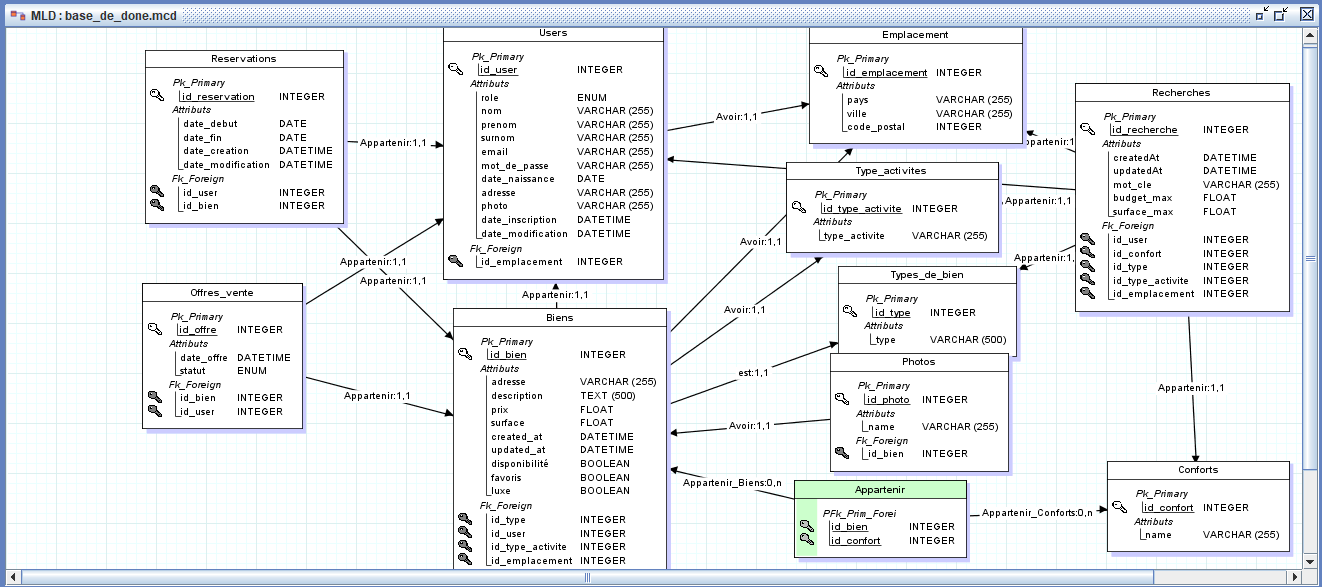 MLD : base_de_done.mcd
Reservations
Pk_Primary
id_reservation INTEGER
Attributs
date_debut DATE
date_fin DATE
date_creation DATETIME
date_modification DATETIME
Fk_Foreign
id_user INTEGER
id_bien INTEGER
Users
Pk_Primary
id_user INTEGER
Attributs
role ENUM
nom VARCHAR (255)
prenom VARCHAR (255)
surnom VARCHAR (255)
email VARCHAR (255)
mot_de_passe VARCHAR (255)
date_naissance DATE
adresse VARCHAR (255)
photo VARCHAR (255)
date_inscription DATETIME
date_modification DATETIME
Fk_Foreign
id_emplacement INTEGER
Emplacement
Pk_Primary
id_emplacement INTEGER
Attributs
pays VARCHAR (255)
ville VARCHAR (255)
code_postal INTEGER
Recherches
Pk_Primary
id_recherche INTEGER
Attributs
createdAt DATETIME
updatedAt DATETIME
mot_cle VARCHAR (255)
budget_max FLOAT
surface_max FLOAT
Fk_Foreign
id_user INTEGER
id_confort INTEGER
id_type INTEGER
id_type_activite INTEGER
id_emplacement INTEGER
Type_activites
Pk_Primary
id_type_activite INTEGER
Attributs
type_activite VARCHAR (255)
Types_de_bien
Pk_Primary
id_type INTEGER
Attributs
type VARCHAR (500)
Offres_vente
Pk_Primary
id_offre INTEGER
Attributs
date_offre DATETIME
statut ENUM
Fk_Foreign
id_bien INTEGER
id_user INTEGER
Biens
Pk_Primary
id_bien INTEGER
Attributs
adresse VARCHAR (255)
description TEXT (500)
prix FLOAT
surface FLOAT
created_at DATETIME
updated_at DATETIME
disponibilité BOOLEAN
favoris BOOLEAN
luxe BOOLEAN
Fk_Foreign
id_type INTEGER
id_user INTEGER
id_type_activite INTEGER
id_emplacement INTEGER
Photos
Pk_Primary
id_photo INTEGER
Attributs
name VARCHAR (255)
Fk_Foreign
id_bien INTEGER
Appartenir
PFk_Prim_Forei
id_bien INTEGER
id_confort INTEGER
Conforts
Pk_Primary
id_confort INTEGER
Attributs
name VARCHAR (255)
Appartenir:1,1
Avoir:1,1
ppartenir:1
Appartenir:1,1
Appartenir:1,
Avoir:1,1
Appartenir:1,1
Appartenir:1,1
Appartenir:1,1
Avoir:1,1
est:1,1
Appartenir:1,1
Appartenir:1,1
Avoir:1,1
Appartenir_Biens:0,n
Appartenir_Conforts:0,n